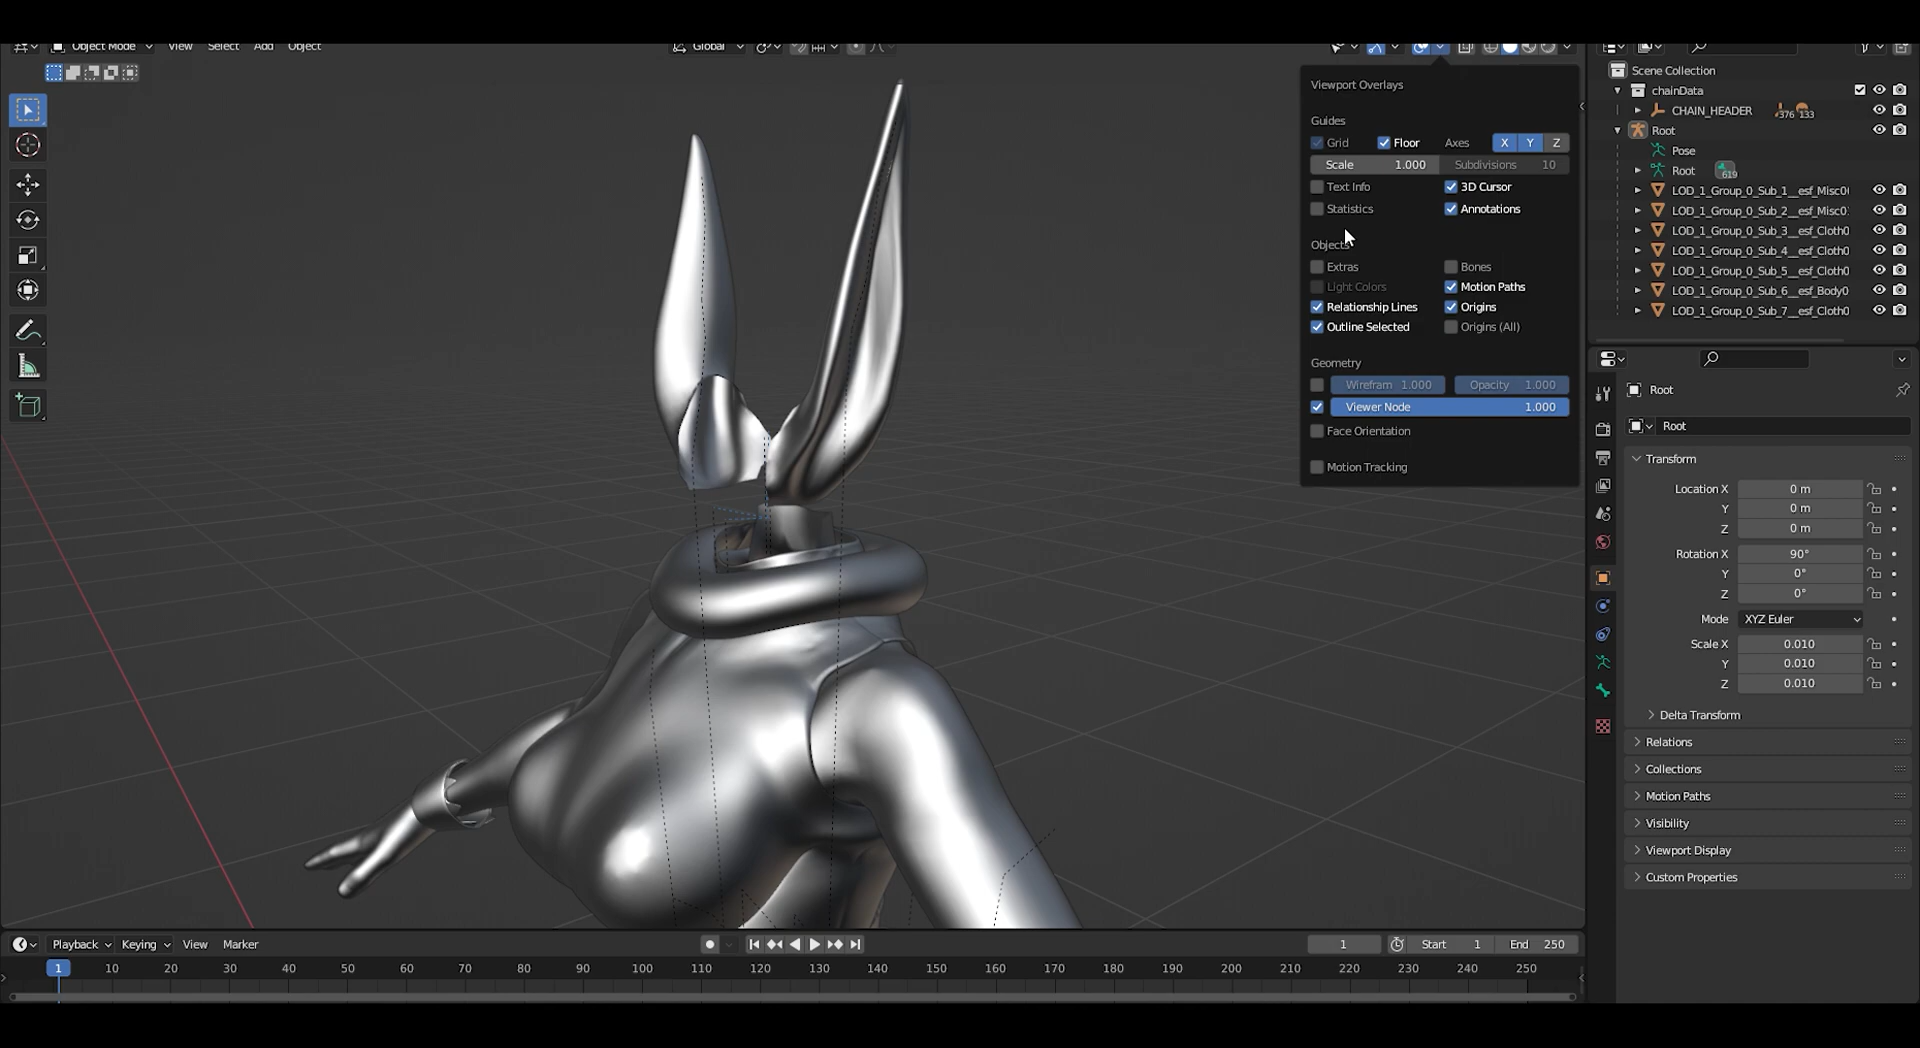 Object Mode View Select Add Object Global
Scene Collection
chainData
CHAIN_HEADER 376 133
Root
Pose
Root 619
LOD_1_Group_0_Sub_1__esf_Misc0
LOD_1_Group_0_Sub_2__esf_Misc0
LOD_1_Group_0_Sub_3__esf_Cloth0
LOD_1_Group_0_Sub_4__esf_Cloth0
LOD_1_Group_0_Sub_5__esf_Cloth0
LOD_1_Group_0_Sub_6__esf_Body0
LOD_1_Group_0_Sub_7__esf_Cloth0
Viewport Overlays
Guides
Grid Floor Axes X Y Z
Scale 1.000 Subdivisions 10
Text Info 3D Cursor
Statistics Annotations
Objects
Extras Bones
Light Colors Motion Paths
Relationship Lines Origins
Outline Selected Origins (All)
Geometry
Wirefram 1.000 Opacity 1.000
Viewer Node 1.000
Face Orientation
Motion Tracking
Root
Root
Transform
Location X 0 m
Y 0 m
Z 0 m
Rotation X 90°
Y 0°
Z 0°
Mode XYZ Euler
Scale X 0.010
Y 0.010
Z 0.010
Delta Transform
Relations
Collections
Motion Paths
Visibility
Viewport Display
Custom Properties
Playback Keying View Marker 1 Start 1 End 250
1 10 20 30 40 50 60 70 80 90 100 110 120 130 140 150 160 170 180 190 200 210 220 230 240 250